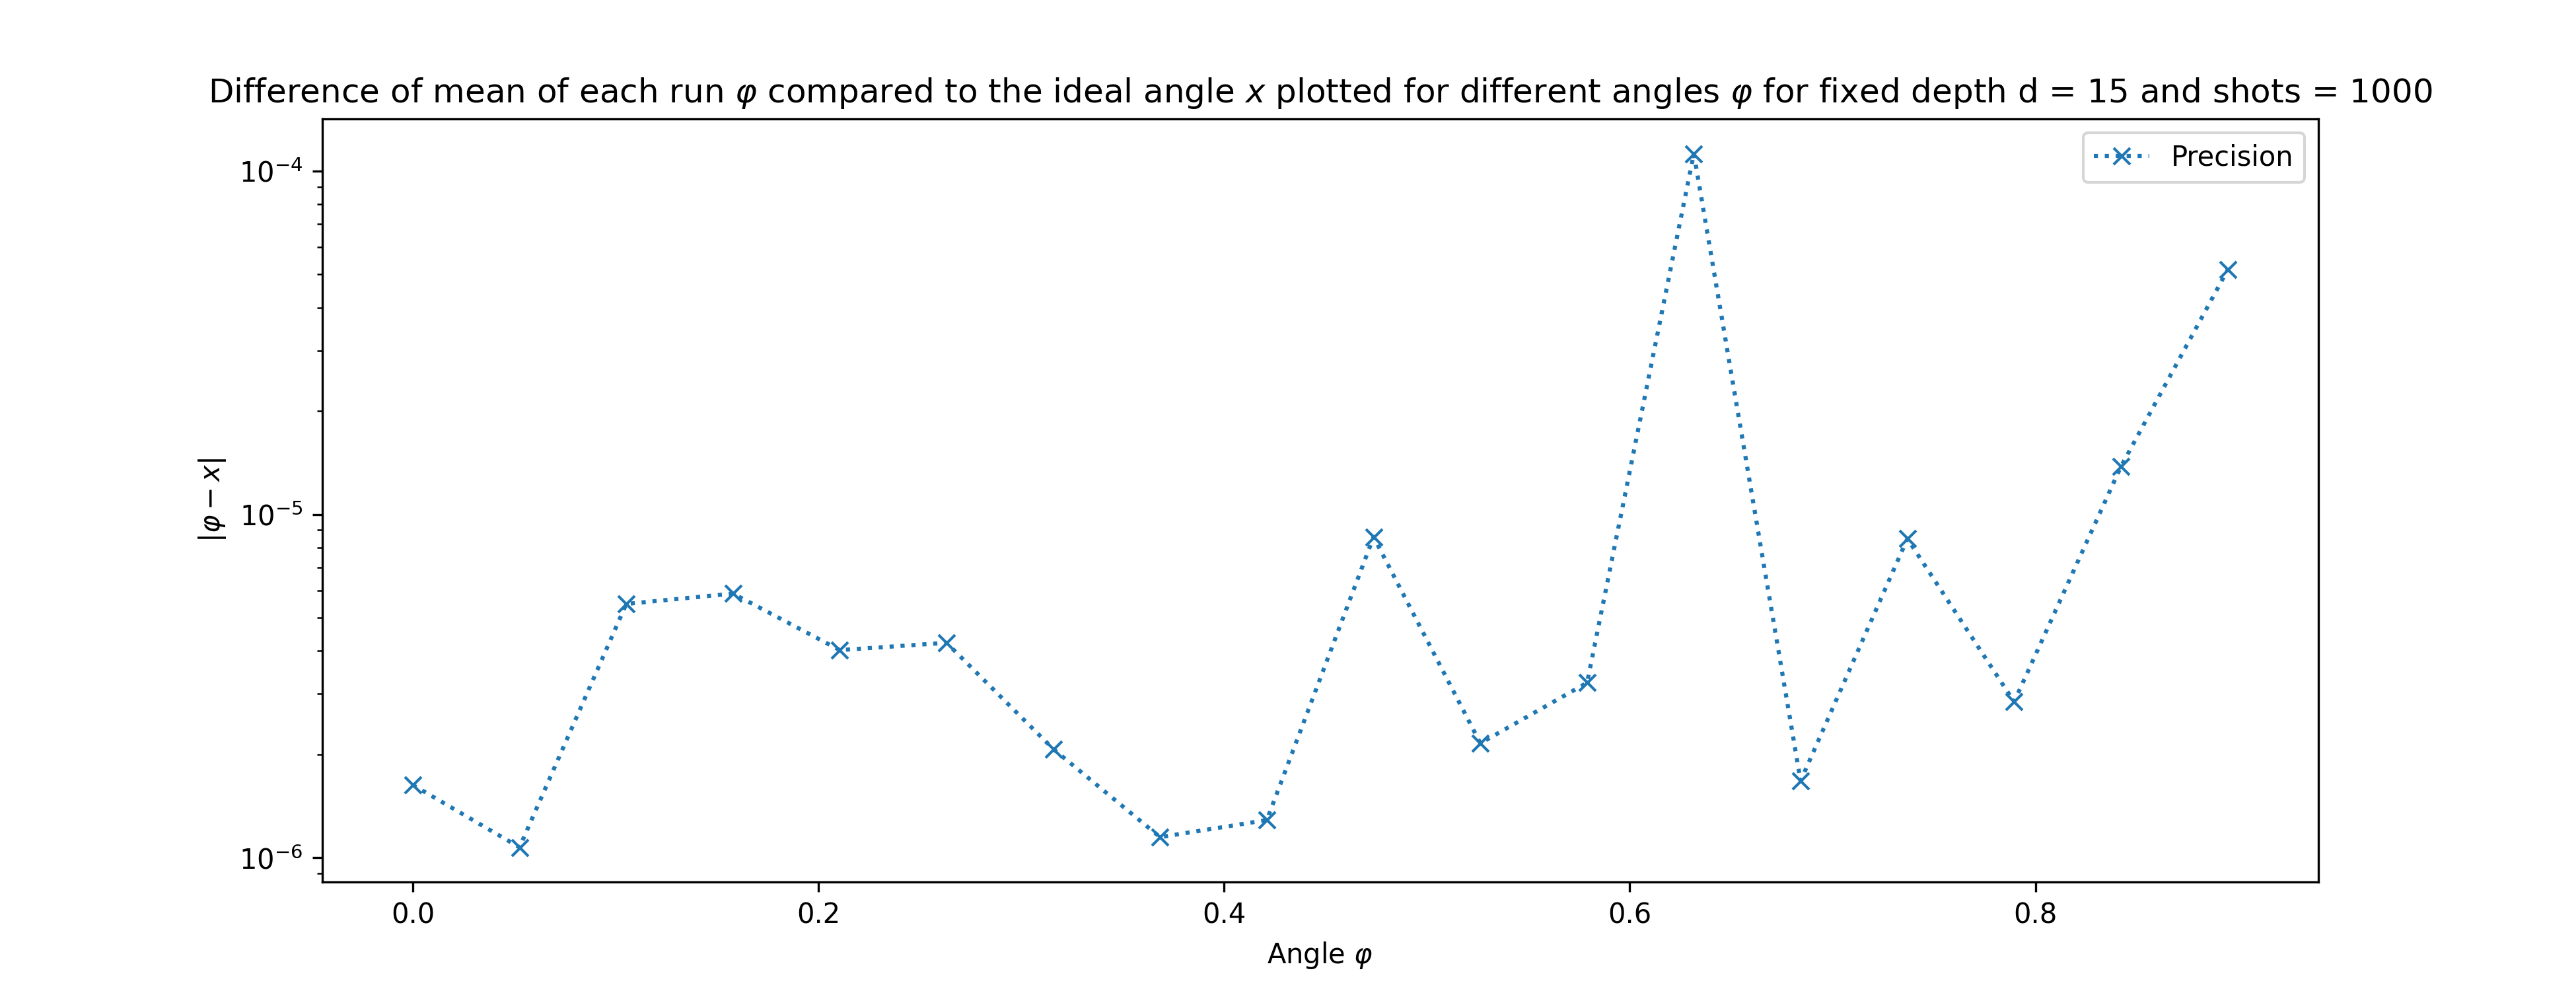 Difference of mean of each run φ compared to the ideal angle x plotted for different angles φ for fixed depth d = 15 and shots = 1000
Precision
|φ − x|
10⁻⁴
10⁻⁵
10⁻⁶
0.0 0.2 0.4 0.6 0.8
Angle φ